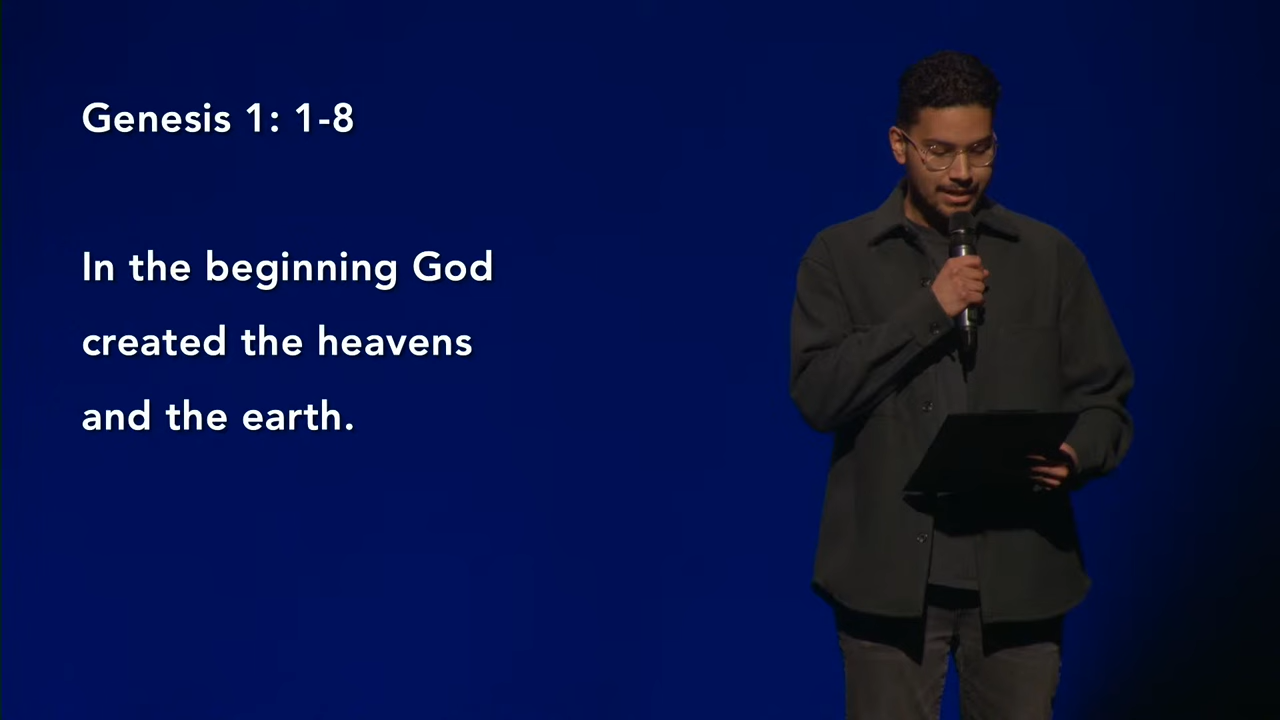 Genesis 1: 1-8
In the beginning God
created the heavens
and the earth.